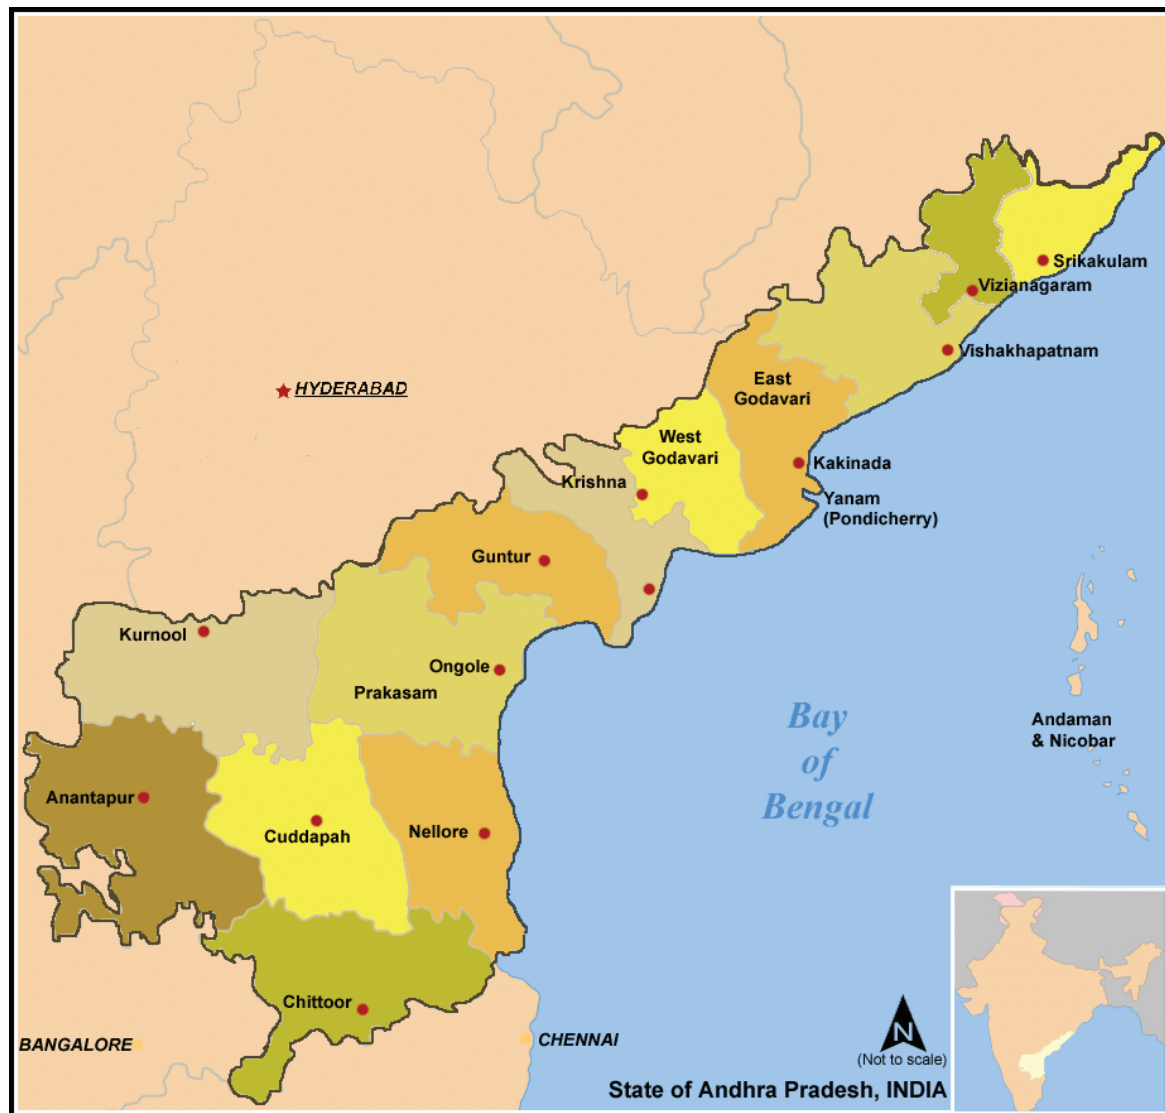 Srikakulam
Vizianagaram
Vishakhapatnam
HYDERABAD
East
Godavari
West
Godavari
Kakinada
Krishna
Yanam
(Pondicherry)
Guntur
Kurnool
Ongole
Prakasam
Bay
of
Bengal
Andaman
& Nicobar
Anantapur
Cuddapah
Nellore
Chittoor
BANGALORE
CHENNAI
N
(Not to scale)
State of Andhra Pradesh, INDIA